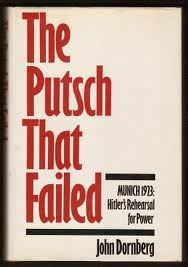 The
Putsch
That
Failed
MUNICH 1923:
Hitler's Rehearsal
for Power
John Dornberg